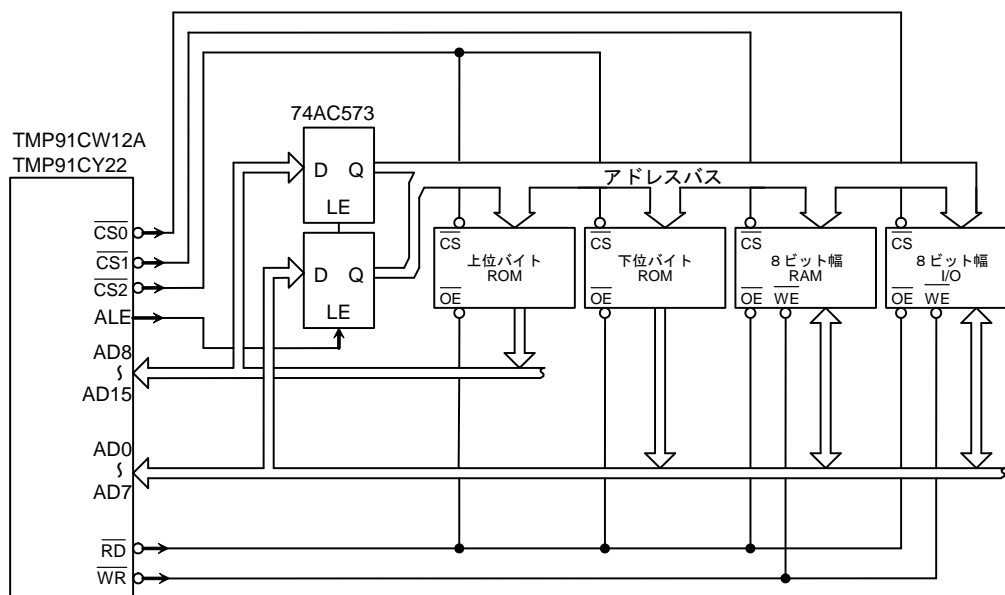 74AC573
TMP91CW12A
TMP91CY22
D Q
LE
D Q
LE
アドレスバス
CS0
CS1
CS2
ALE
AD8
~
AD15
AD0
~
AD7
RD
WR
CS
上位バイト
ROM
OE
CS
下位バイト
ROM
OE
CS
8ビット幅
RAM
OE WE
CS
8ビット幅
I/O
OE WE